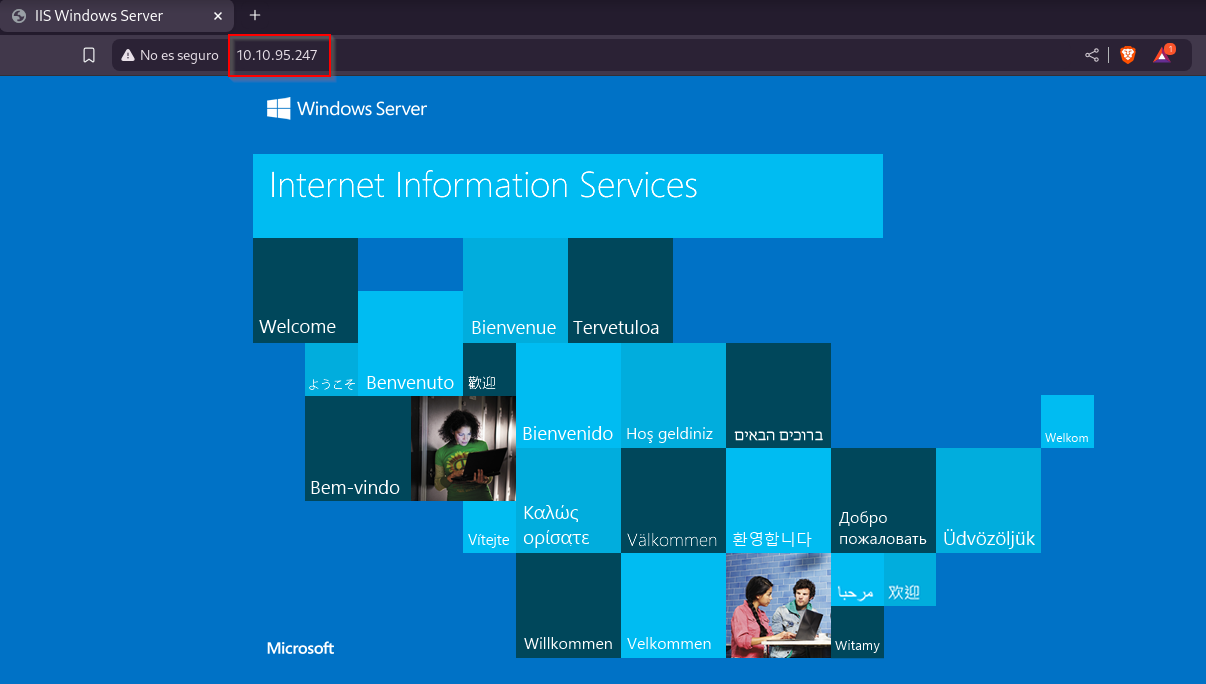 IIS Windows Server
No es seguro
10.10.95.247
1
Windows Server
Internet Information Services
Welcome
Bienvenue
Tervetuloa
ようこそ
Benvenuto
歡迎
Bienvenido
Hoş geldiniz
ברוכים הבאים
Welkom
Bem-vindo
Vítejte
Καλώς
ορίσατε
Välkommen
환영합니다
Добро
пожаловать
Üdvözöljük
مرحبا
欢迎
Willkommen
Velkommen
Witamy
Microsoft